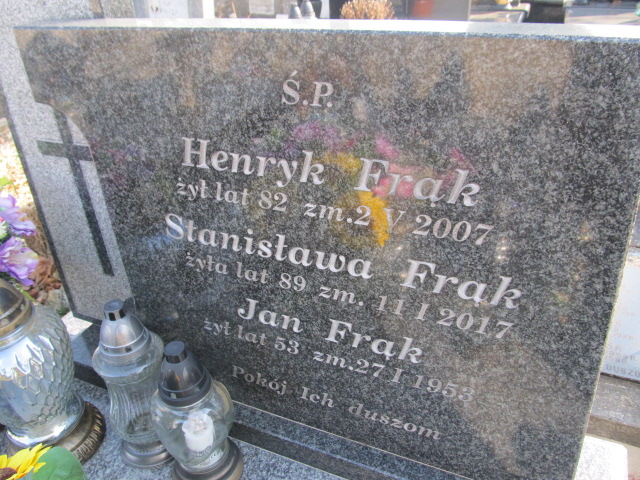 Ś.P.
Henryk Frąk
żył lat 82 zm. 2 V 2007
Stanisława Frąk
żyła lat 89 zm. 11 I 2017
Jan Frąk
żył lat 53 zm. 27 I 1953
Pokój Ich duszom